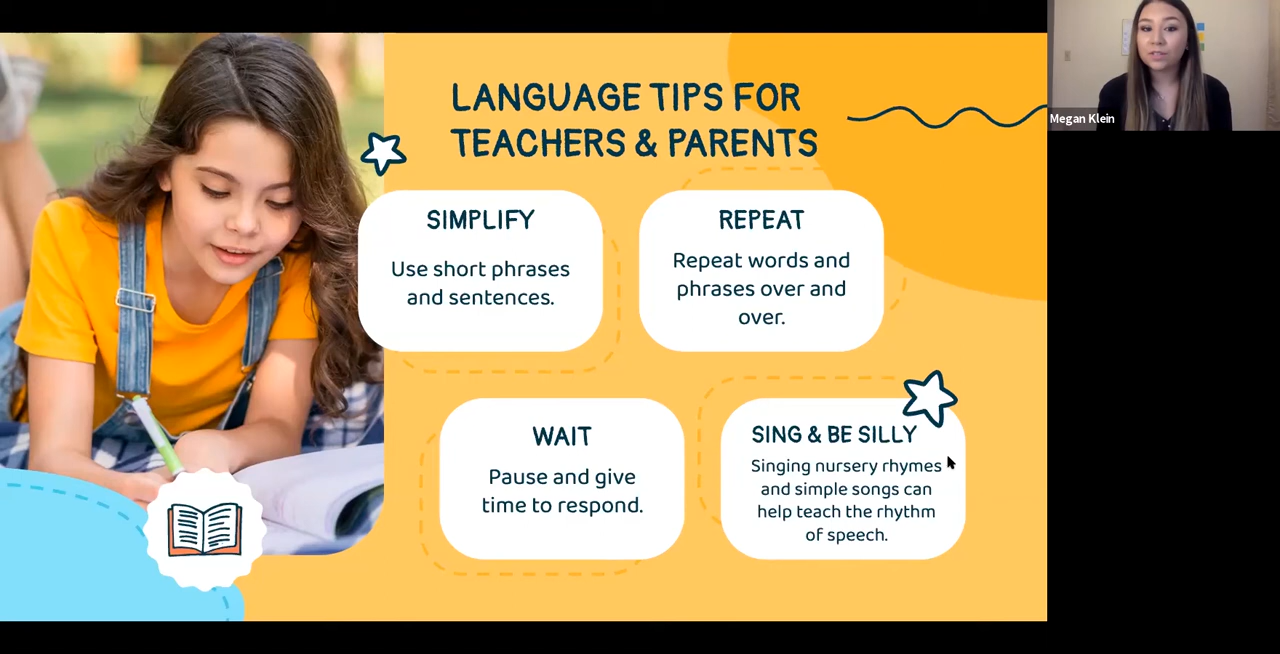 LANGUAGE TIPS FOR
TEACHERS & PARENTS
Megan Klein
SIMPLIFY
Use short phrases
and sentences.
REPEAT
Repeat words and
phrases over and
over.
WAIT
Pause and give
time to respond.
SING & BE SILLY
Singing nursery rhymes
and simple songs can
help teach the rhythm
of speech.